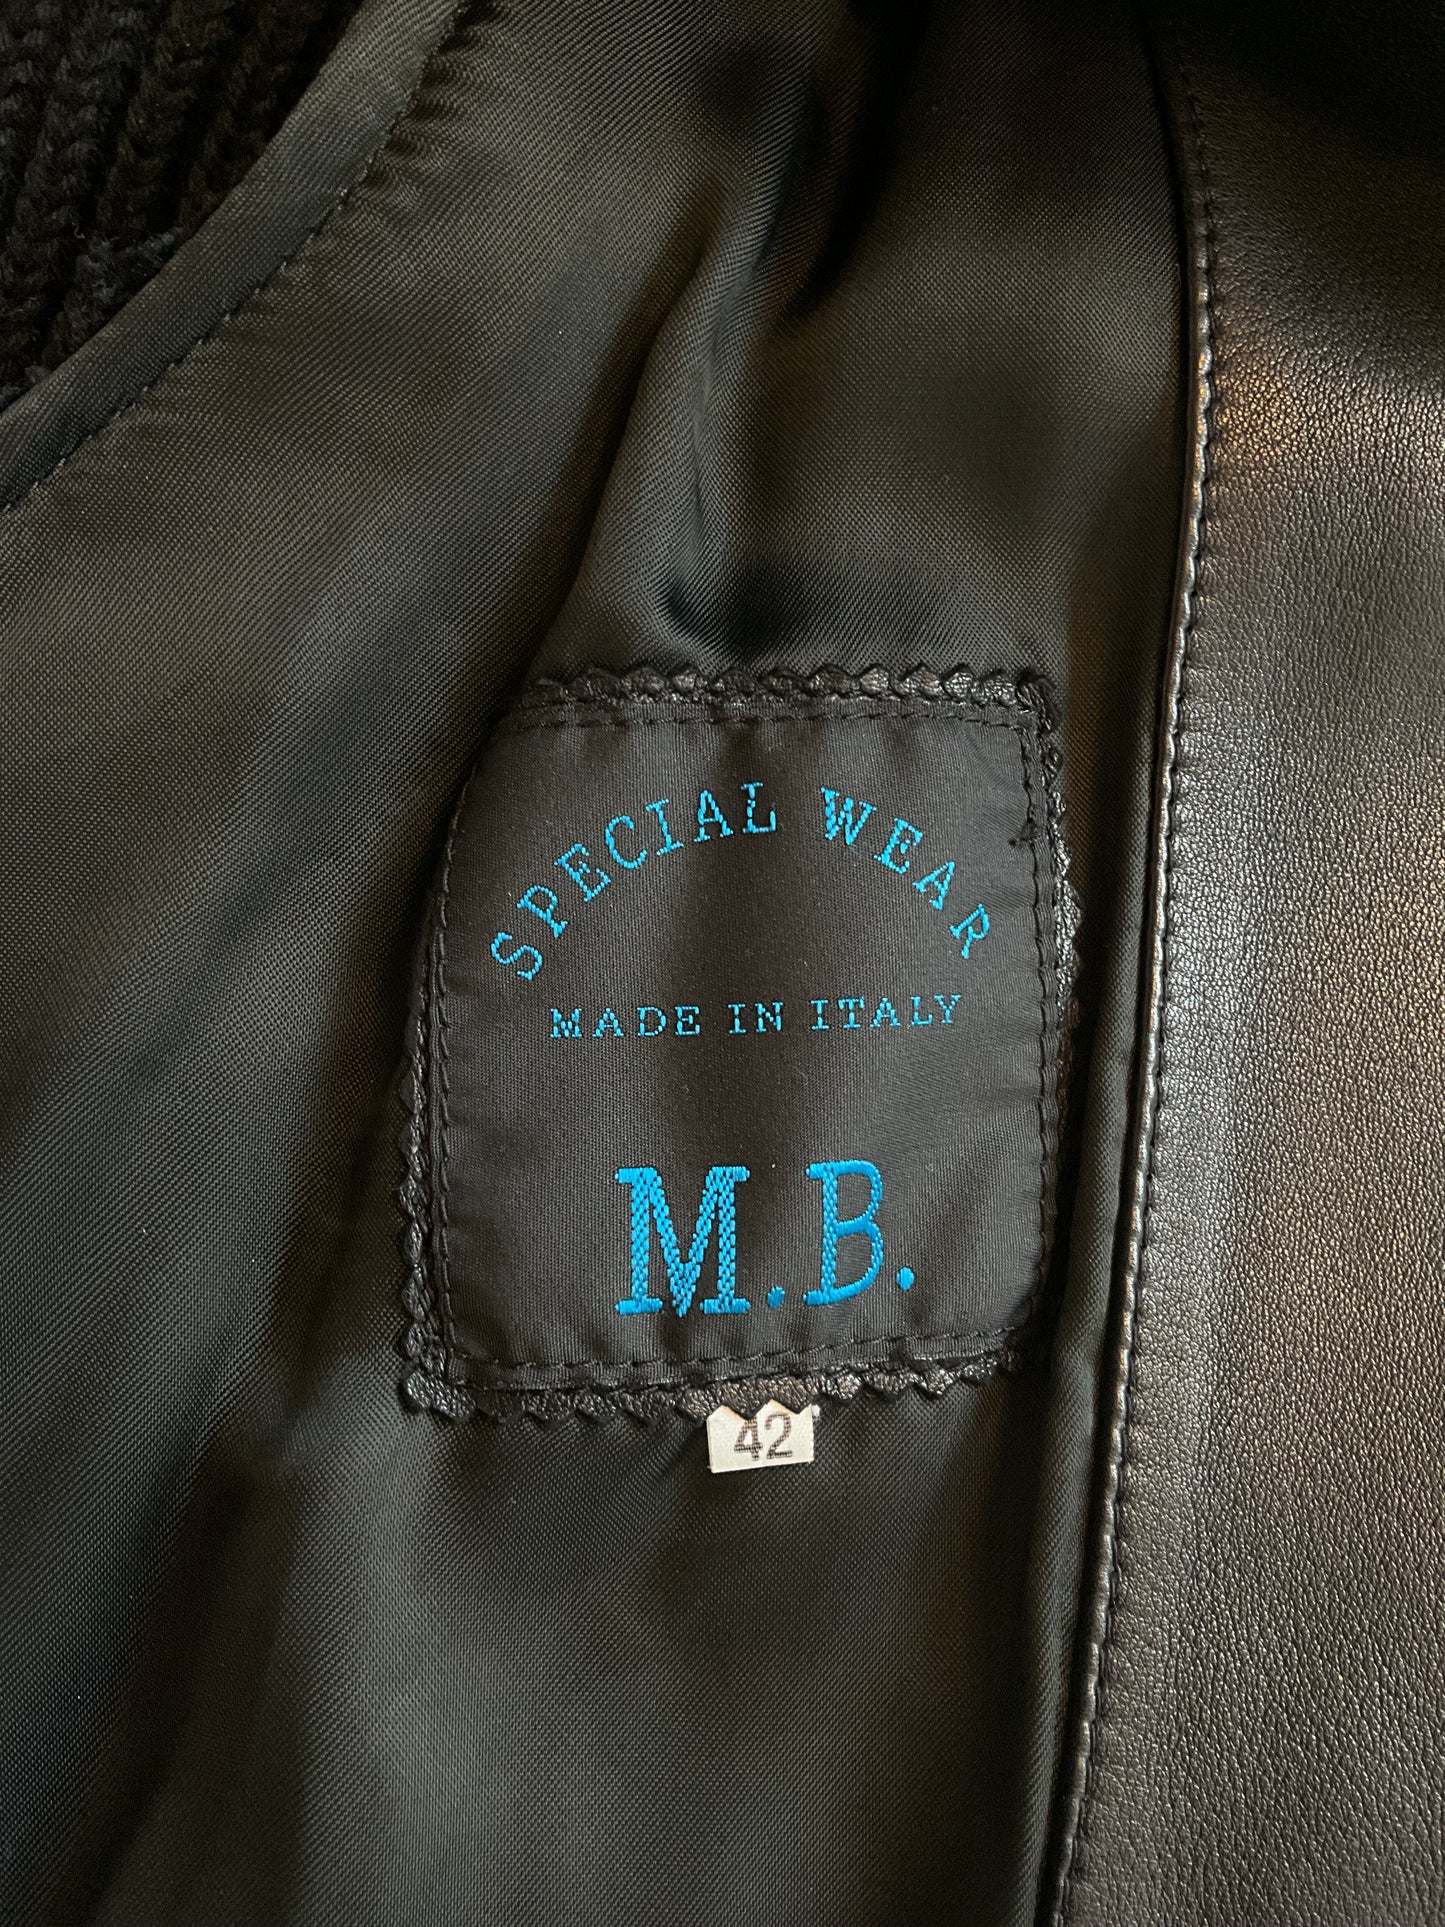 SPECIAL WEAR
MADE IN ITALY
M.B.
42